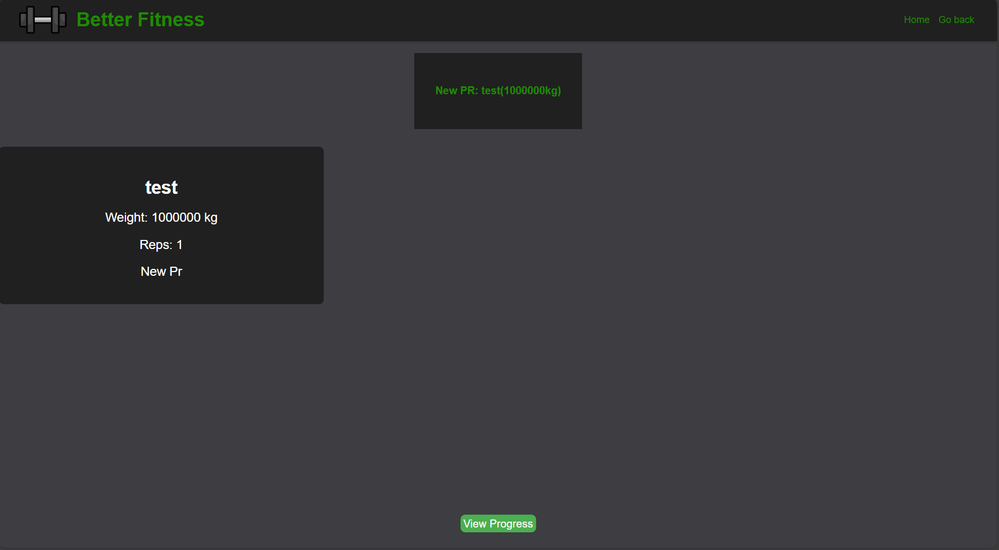 Better Fitness
Home Go back
New PR: test(1000000kg)
test
Weight: 1000000 kg
Reps: 1
New Pr
View Progress